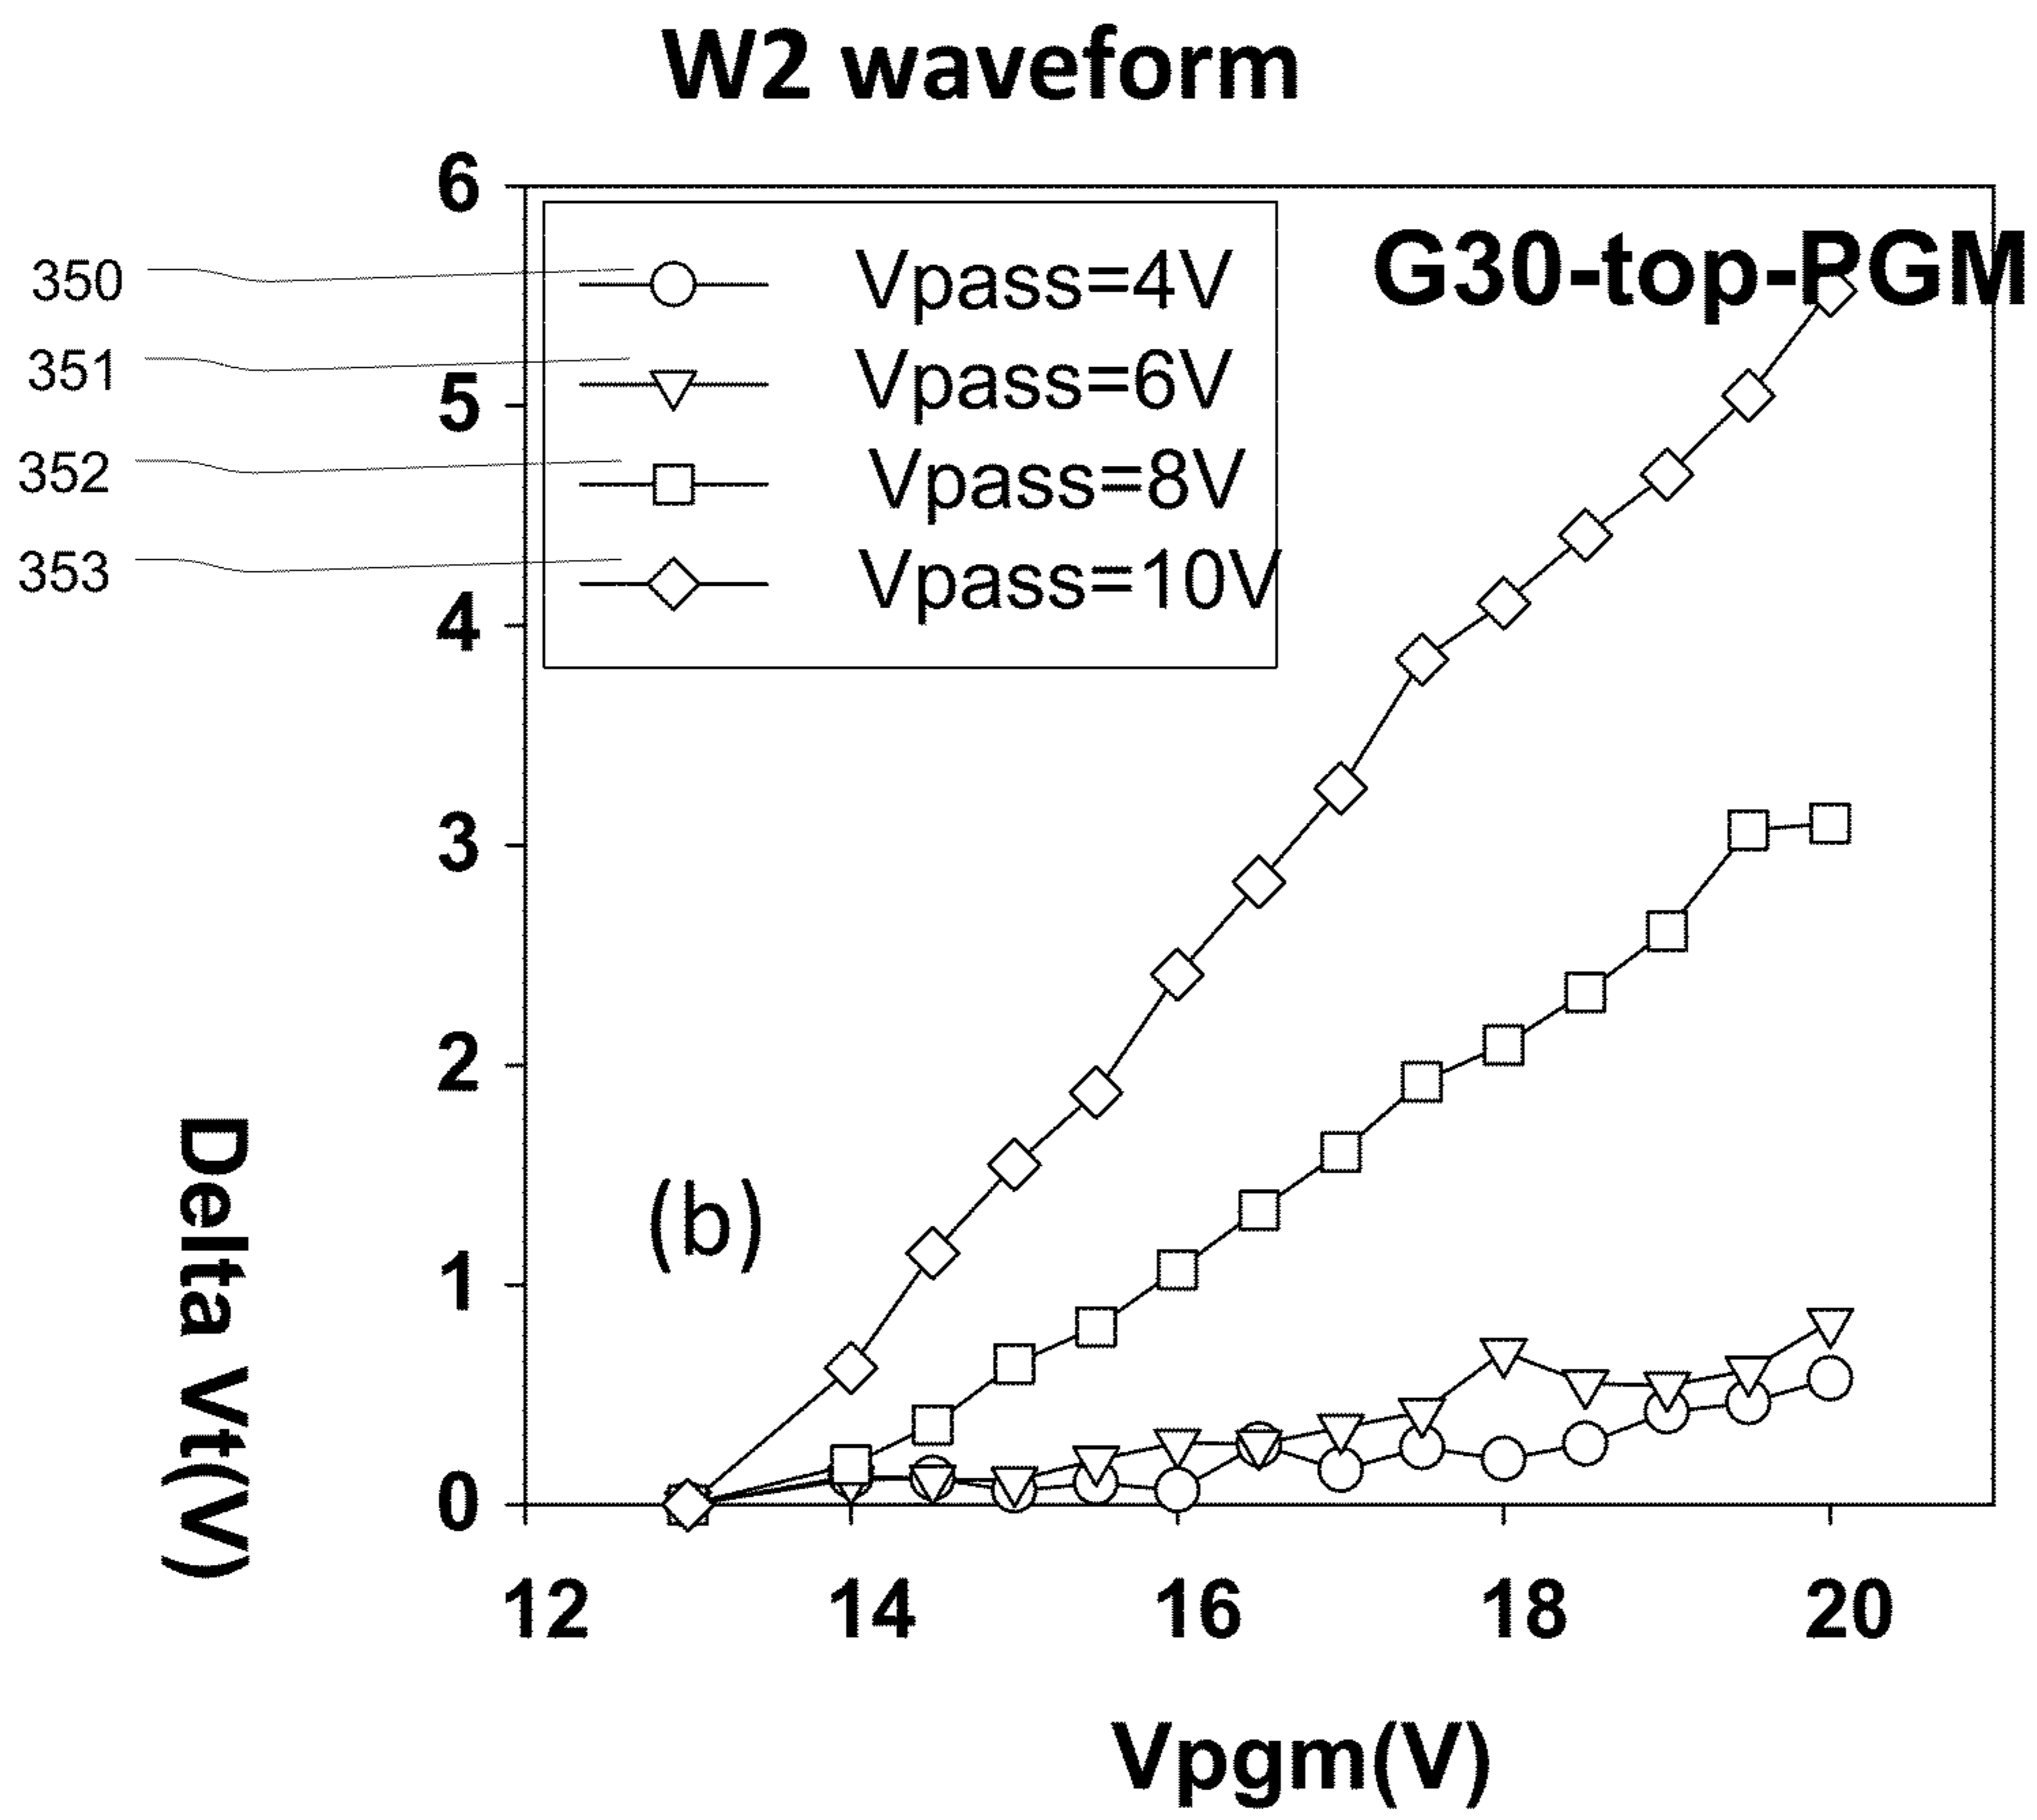 W2 waveform
6
5
4
3
2
1
0
350
351
352
353
Vpass=4V
Vpass=6V
Vpass=8V
Vpass=10V
G30-top-PGM
(b)
Delta Vt(V)
12
14
16
18
20
Vpgm(V)